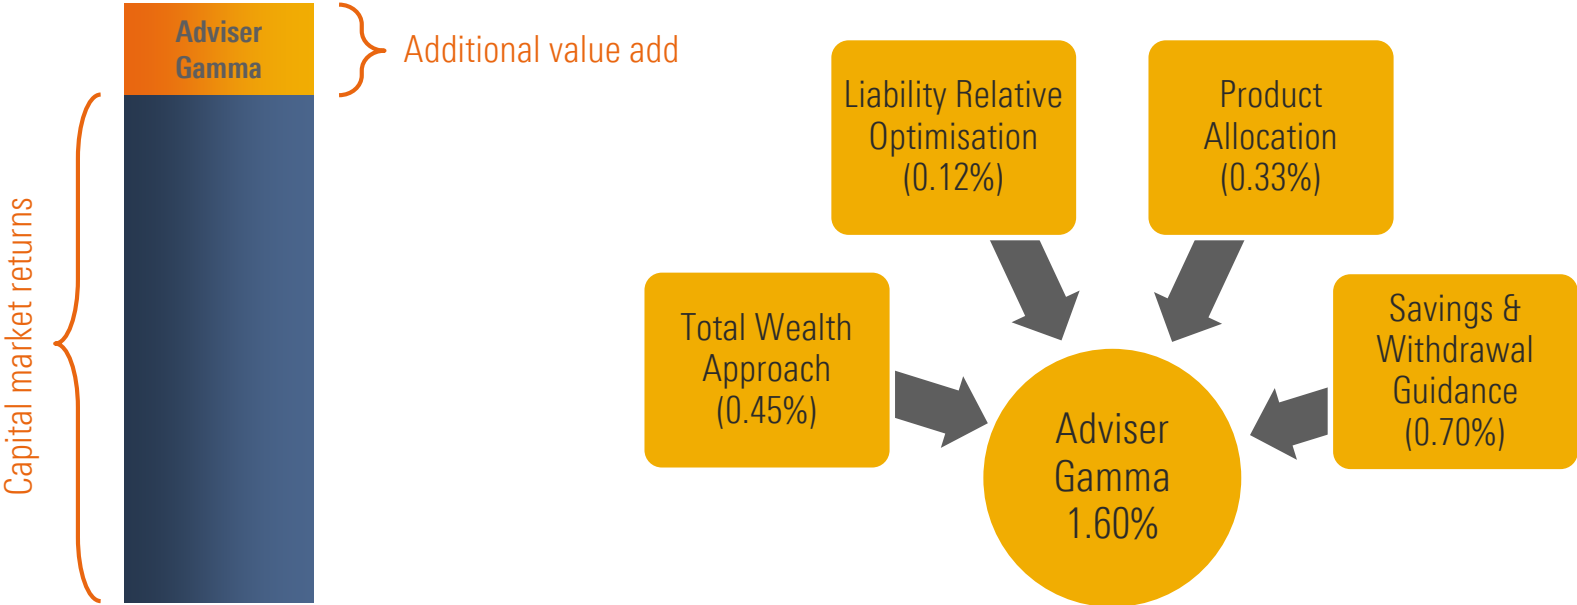 Adviser
Gamma
Additional value add
Capital market returns
Liability Relative
Optimisation
(0.12%)
Product
Allocation
(0.33%)
Total Wealth
Approach
(0.45%)
Savings &
Withdrawal
Guidance
(0.70%)
Adviser
Gamma
1.60%